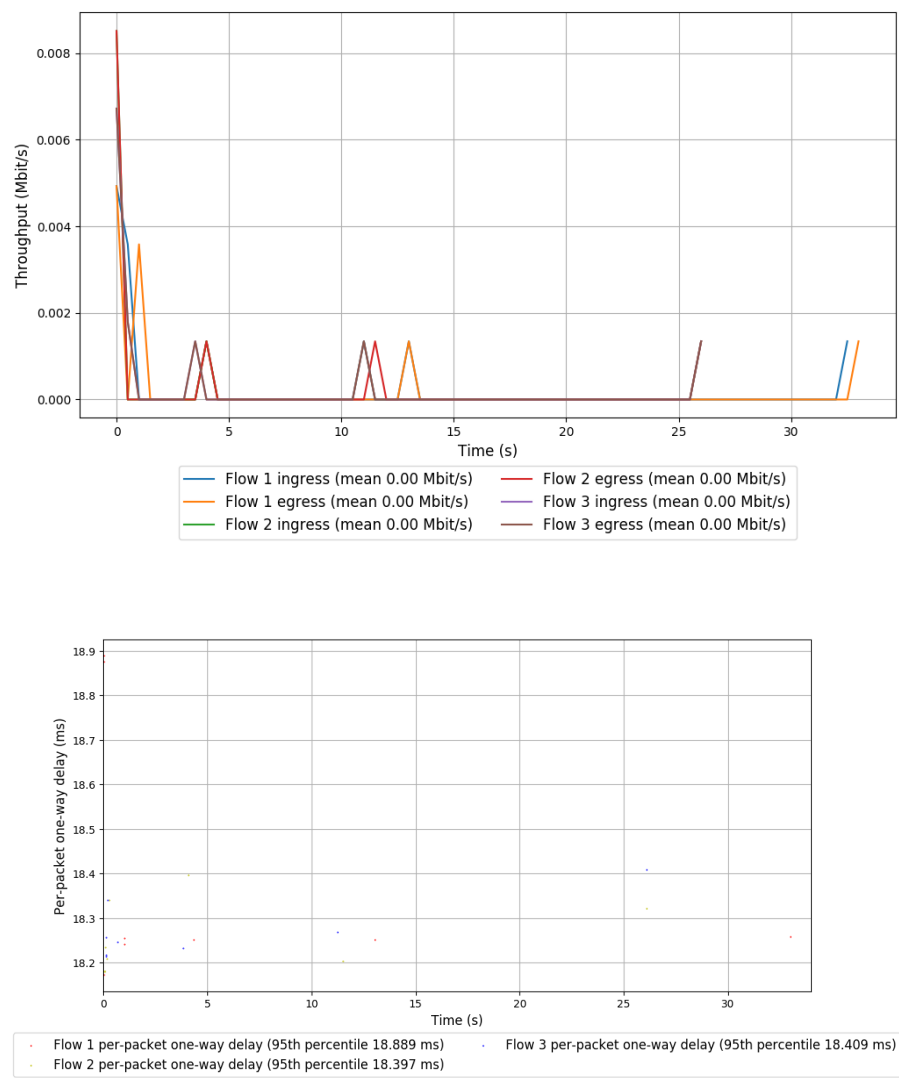 0.008
0.006
0.004
0.002
0.000
Throughput (Mbit/s)
0 5 10 15 20 25 30
Time (s)
Flow 1 ingress (mean 0.00 Mbit/s) Flow 2 egress (mean 0.00 Mbit/s)
Flow 1 egress (mean 0.00 Mbit/s) Flow 3 ingress (mean 0.00 Mbit/s)
Flow 2 ingress (mean 0.00 Mbit/s) Flow 3 egress (mean 0.00 Mbit/s)
18.9
18.8
18.7
18.6
18.5
18.4
18.3
18.2
Per-packet one-way delay (ms)
0 5 10 15 20 25 30
Time (s)
Flow 1 per-packet one-way delay (95th percentile 18.889 ms) Flow 3 per-packet one-way delay (95th percentile 18.409 ms)
Flow 2 per-packet one-way delay (95th percentile 18.397 ms)